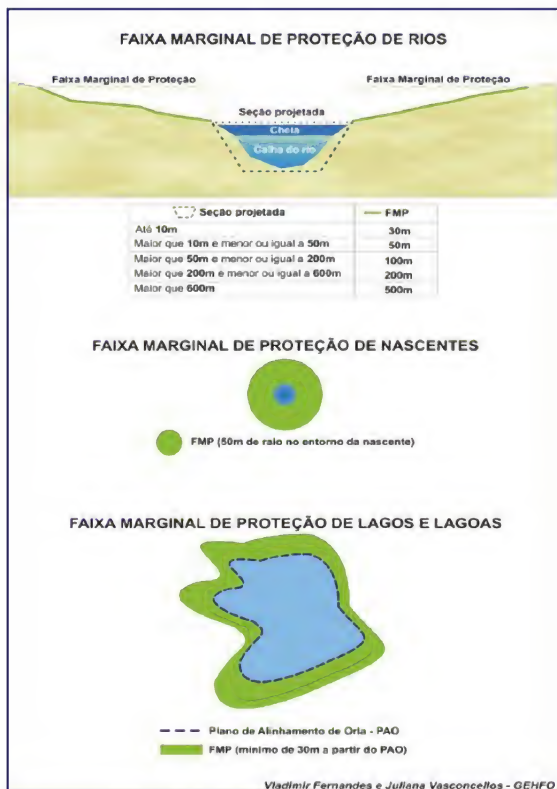 FAIXA MARGINAL DE PROTEÇÃO DE RIOS
Faixa Marginal de Proteção
Faixa Marginal de Proteção
Seção projetada
Cheia
Calha do rio
Seção projetada FMP
Até 10m 30m
Maior que 10m e menor ou igual a 50m 50m
Maior que 50m e menor ou igual a 200m 100m
Maior que 200m e menor ou igual a 600m 200m
Maior que 600m 500m
FAIXA MARGINAL DE PROTEÇÃO DE NASCENTES
FMP (50m de raio no entorno da nascente)
FAIXA MARGINAL DE PROTEÇÃO DE LAGOS E LAGOAS
Plano de Alinhamento de Orla - PAO
FMP (mínimo de 30m a partir do PAO)
Vladimir Fernandes e Juliana Vasconcellos - GEHFO